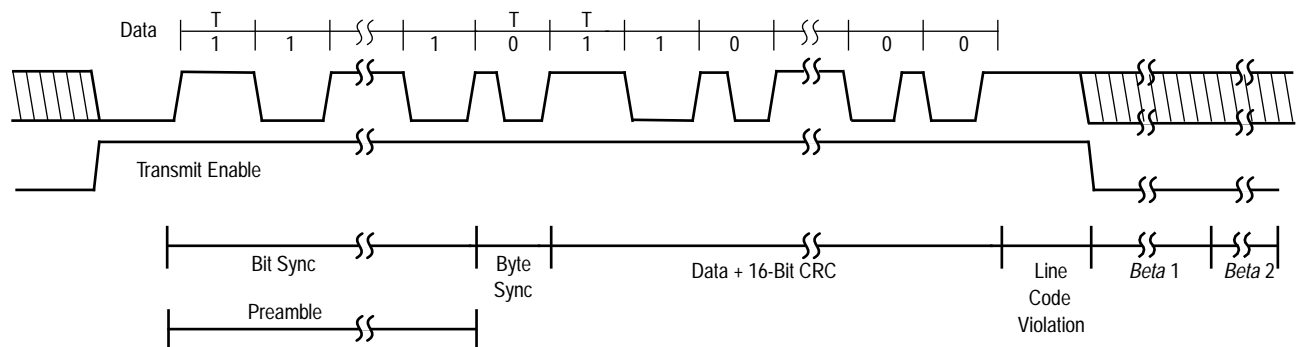 T T T
Data 1 1 1 0 1 1 0 0 0
Transmit Enable
Bit Sync
Byte
Sync
Data + 16-Bit CRC
Line
Code
Violation
Beta 1
Beta 2
Preamble